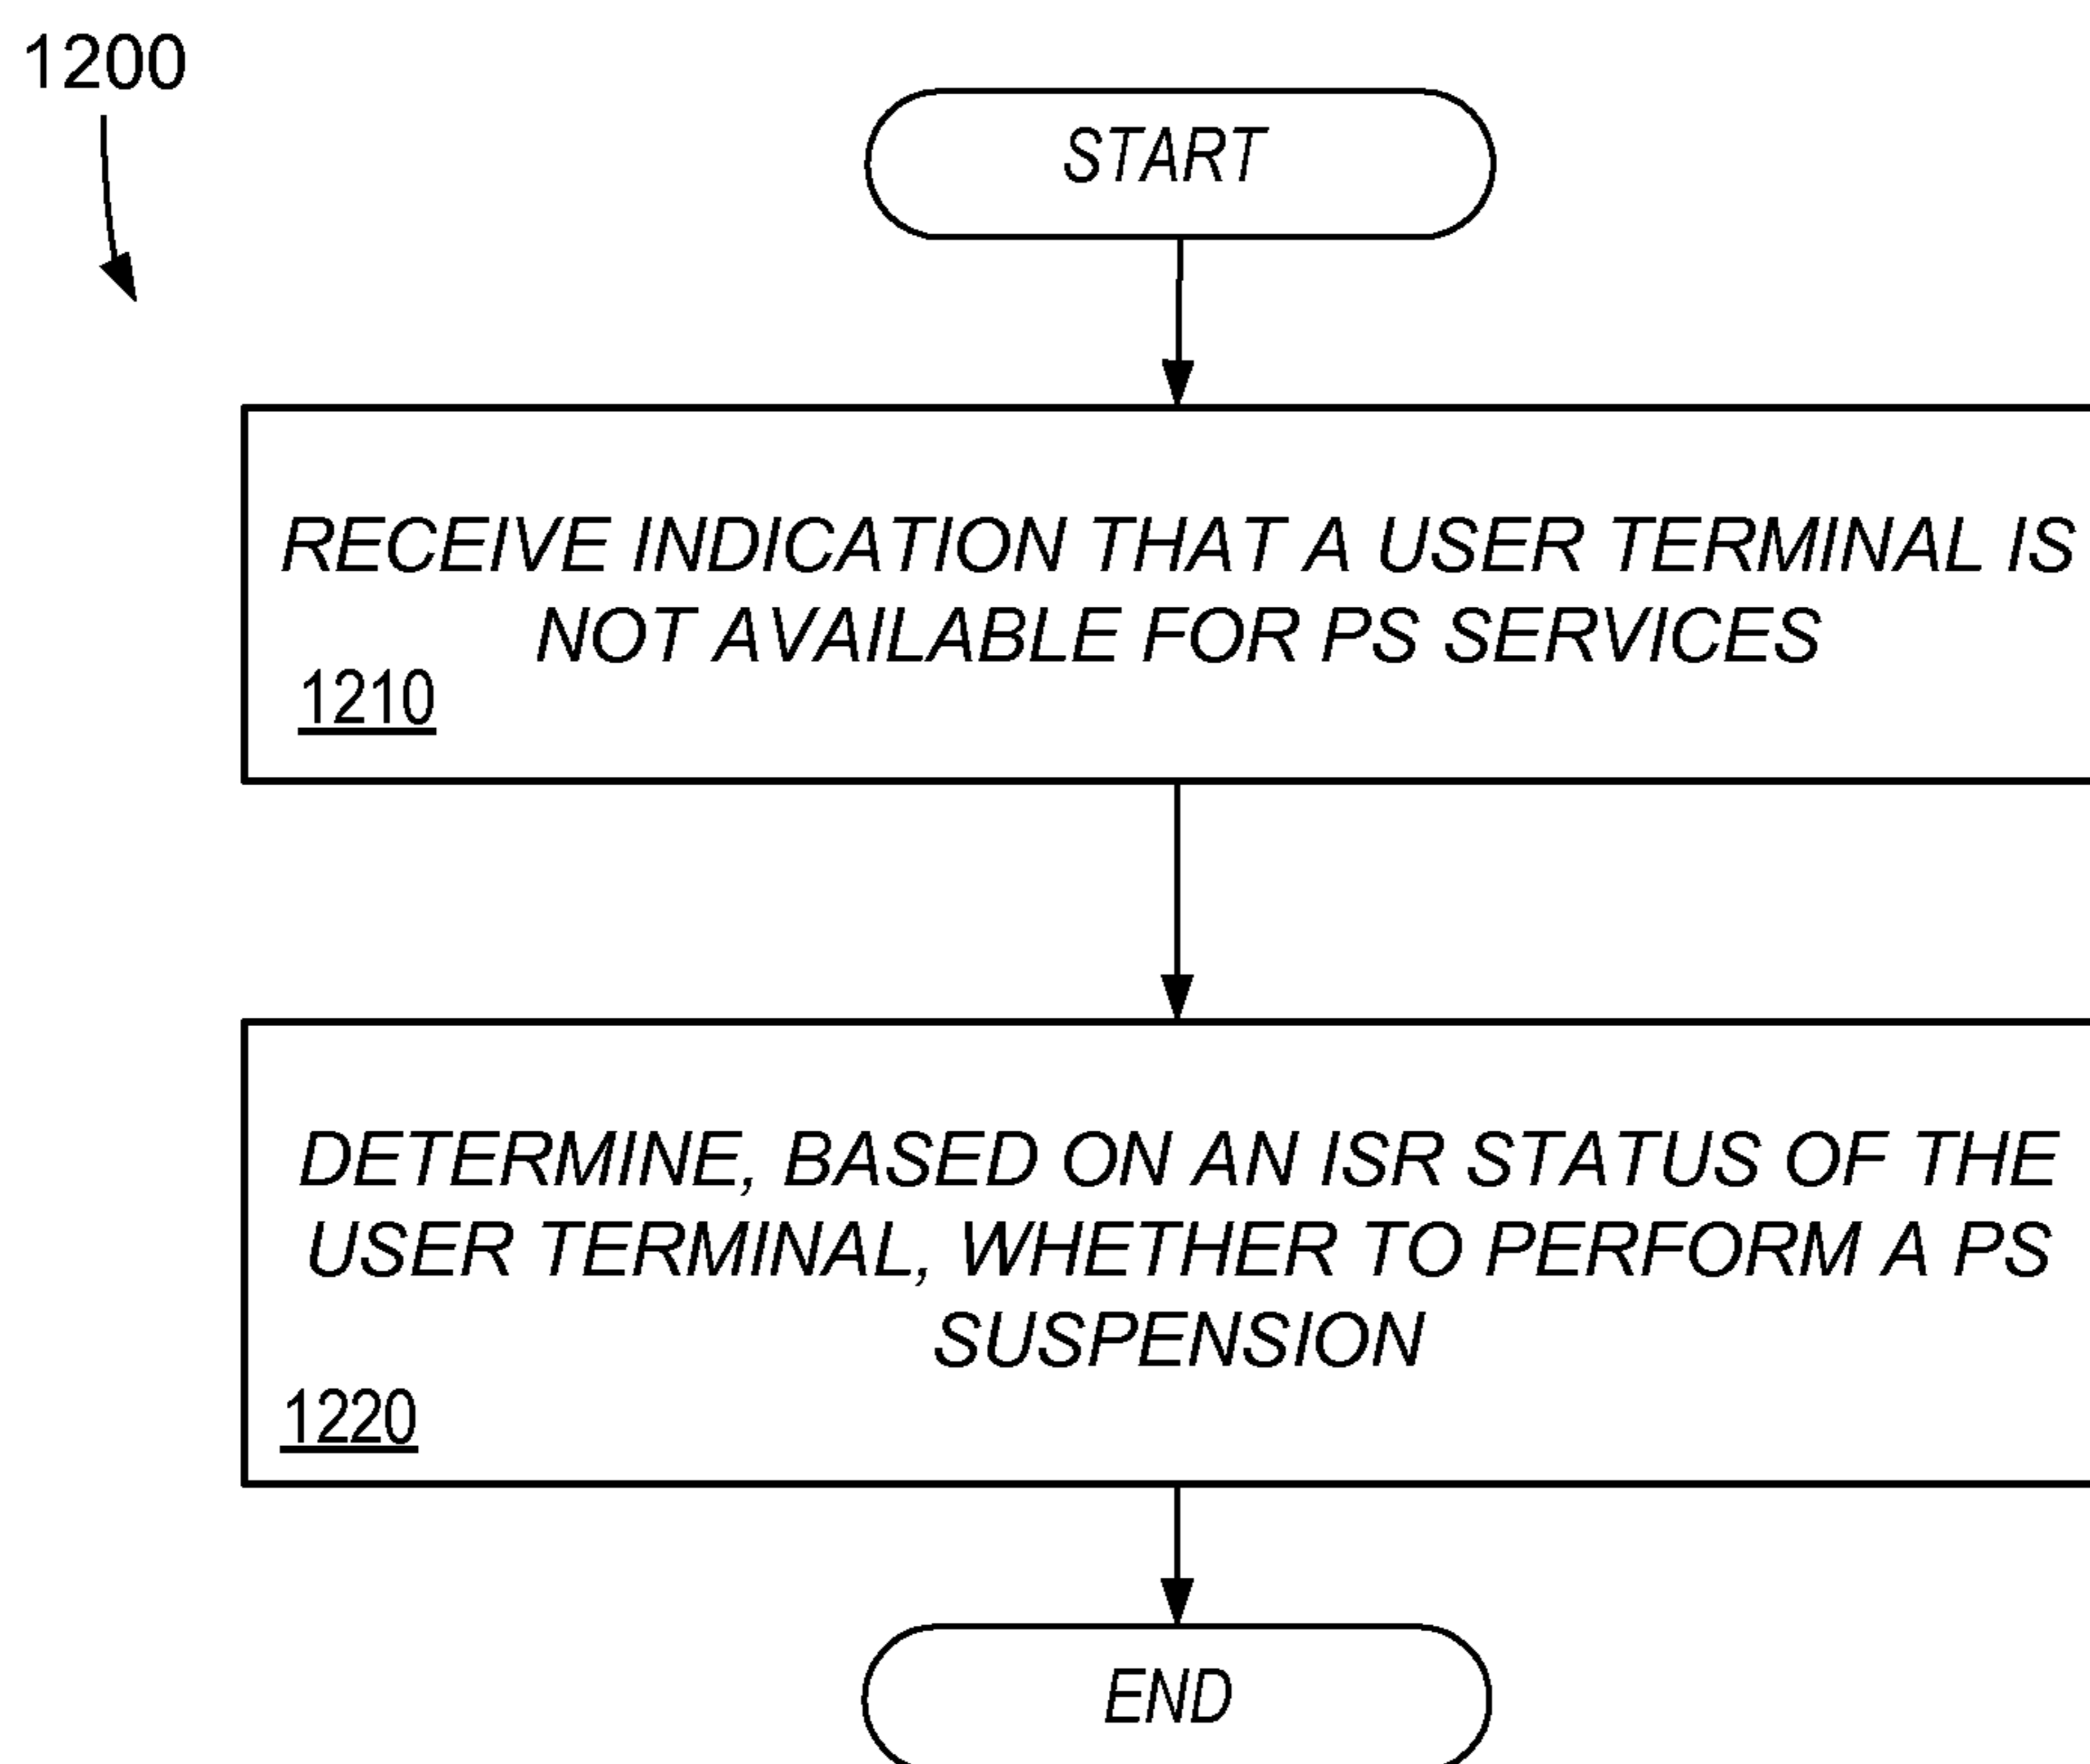 1200
START
RECEIVE INDICATION THAT A USER TERMINAL IS
NOT AVAILABLE FOR PS SERVICES
1210
DETERMINE, BASED ON AN ISR STATUS OF THE
USER TERMINAL, WHETHER TO PERFORM A PS
SUSPENSION
1220
END